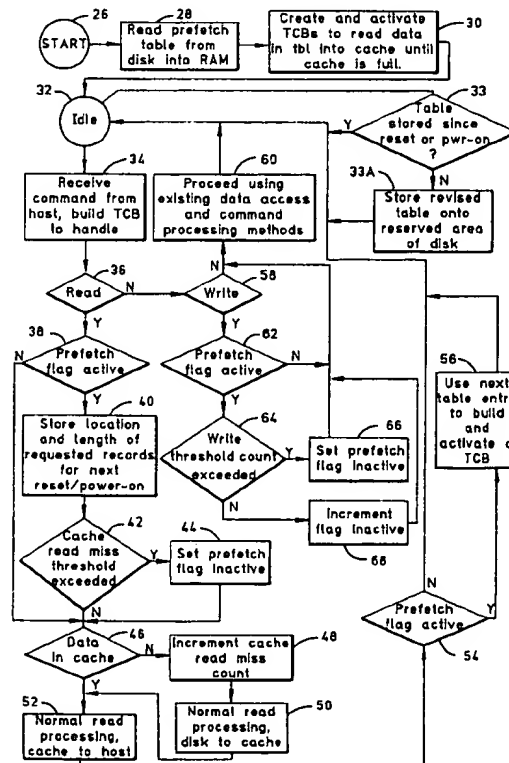 26
START
28
Read prefetch
table from
disk into RAM
30
Create and activate
TCBs to read data
in tbl into cache until
cache is full.
32
Idle
33
Table
stored since
reset or pwr-on
?
Y
N
33A
Store revised
table onto
reserved area
of disk
34
Receive
command from
host, build TCB
to handle
60
Proceed using
existing data access
and command
processing methods
36
Read
N
Y
58
Write
N
Y
38
Prefetch
flag active
N
Y
62
Prefetch
flag active
N
Y
40
Store location
and length of
requested records
for next
reset/power-on
64
Write
threshold count
exceeded
Y
N
66
Set prefetch
flag inactive
Increment
flag inactive
66
56
Use next
table entr
to build
and
activate a
TCB
42
Cache
read miss
threshold
exceeded
Y
N
44
Set prefetch
flag inactive
46
Data
in cache
N
Y
48
Increment cache
read miss
count
50
Normal read
processing,
disk to cache
52
Normal read
processing,
cache to host
N
Prefetch
flag active
Y
54